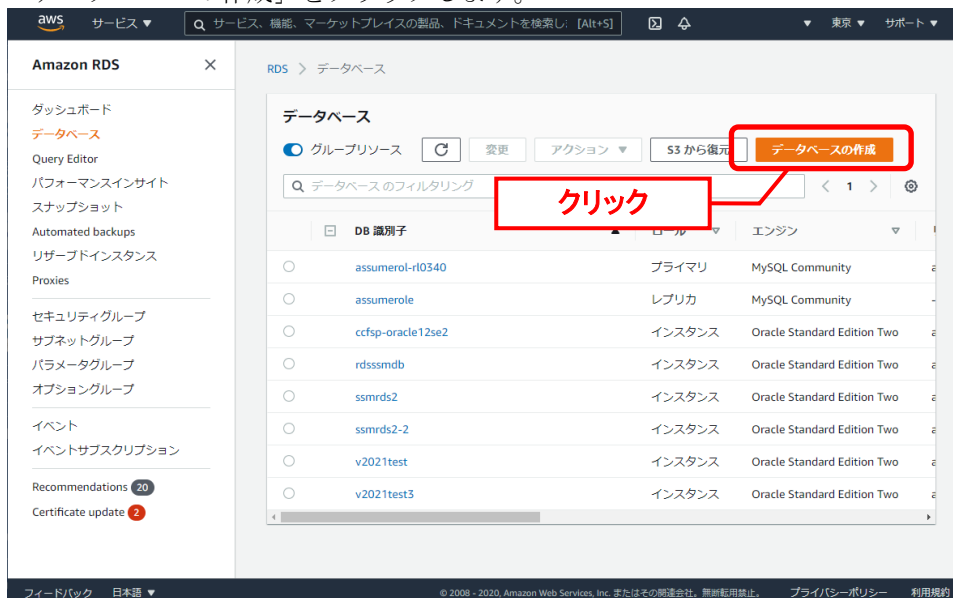 aws サービス ▼ サービス、機能、マーケットプレイスの製品、ドキュメントを検索し: [Alt+S] ▼ 東京 ▼ サポート ▼
Amazon RDS ×
RDS > データベース
ダッシュボード
データベース
Query Editor
パフォーマンスインサイト
スナップショット
Automated backups
リザーブドインスタンス
Proxies
セキュリティグループ
サブネットグループ
パラメータグループ
オプショングループ
イベント
イベントサブスクリプション
Recommendations 20
Certificate update 2
データベース
グループリソース 変更 アクション ▼ S3 から復元 データベースの作成
データベース のフィルタリング < 1 >
クリック
DB 識別子 ▲ ロール ▽ エンジン ▽
assumerol-rl0340 プライマリ MySQL Community
assumerole レプリカ MySQL Community -
ccfsp-oracle12se2 インスタンス Oracle Standard Edition Two
rdsssmdb インスタンス Oracle Standard Edition Two
ssmrds2 インスタンス Oracle Standard Edition Two
ssmrds2-2 インスタンス Oracle Standard Edition Two
v2021test インスタンス Oracle Standard Edition Two
v2021test3 インスタンス Oracle Standard Edition Two
フィードバック 日本語 ▼ © 2008 - 2020, Amazon Web Services, Inc. またはその関連会社。無断転用禁止。 プライバシーポリシー 利用規約